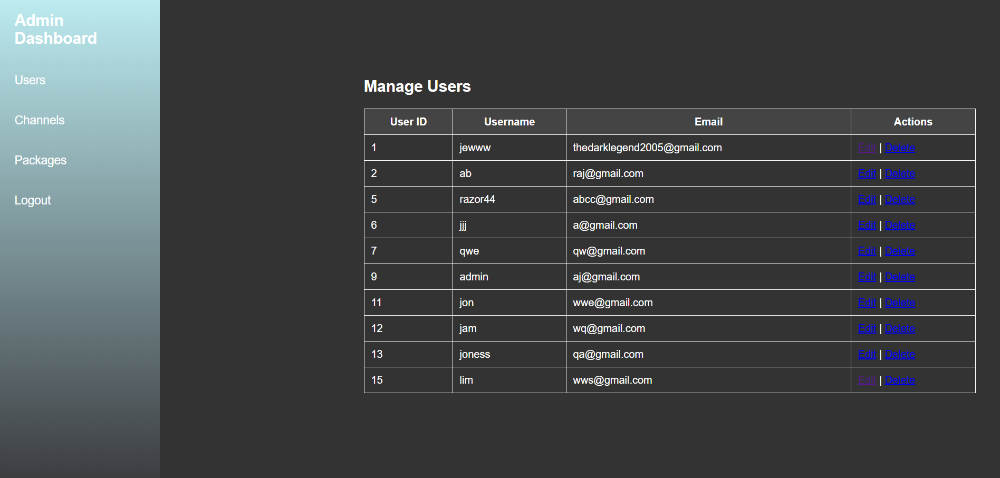 Admin
Dashboard
Users
Channels
Packages
Logout
Manage Users
User ID Username Email Actions
1 jewww thedarklegend2005@gmail.com Edit | Delete
2 ab raj@gmail.com Edit | Delete
5 razor44 abcc@gmail.com Edit | Delete
6 jjj a@gmail.com Edit | Delete
7 qwe qw@gmail.com Edit | Delete
9 admin aj@gmail.com Edit | Delete
11 jon wwe@gmail.com Edit | Delete
12 jam wq@gmail.com Edit | Delete
13 joness qa@gmail.com Edit | Delete
15 lim wws@gmail.com Edit | Delete